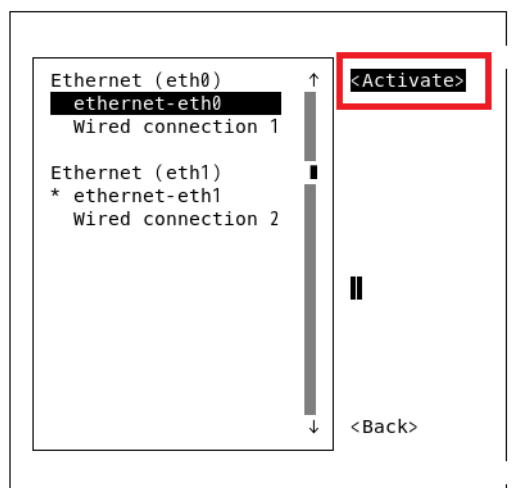 Ethernet (eth0) ↑ <Activate>
ethernet-eth0
Wired connection 1
Ethernet (eth1)
* ethernet-eth1
Wired connection 2
↓ <Back>